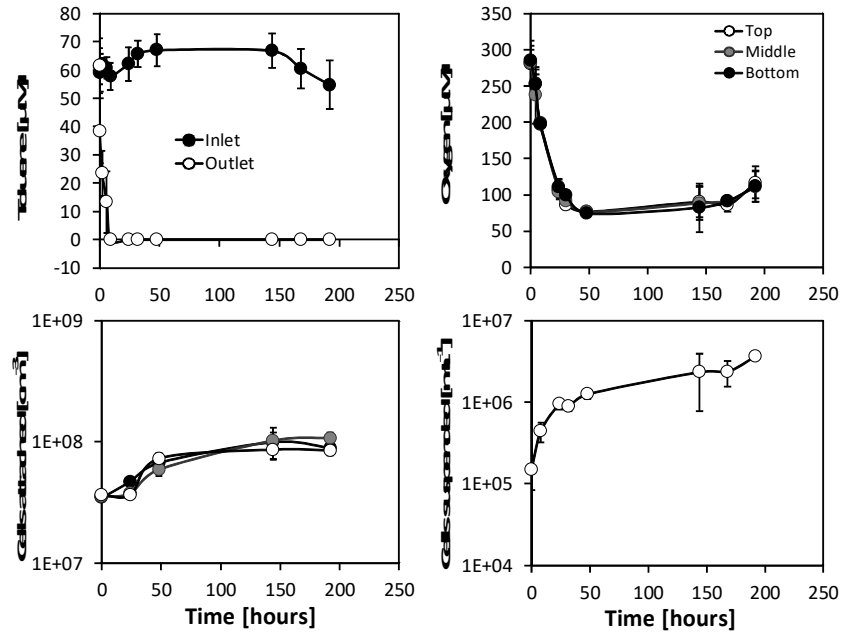 80
70
60
50
40
30
20
10
0
-10
0 50 100 150 200 250
Inlet
Outlet
350
300
250
200
150
100
50
0
0 50 100 150 200 250
Top
Middle
Bottom
1E+09
1E+08
1E+07
0 50 100 150 200 250
Time [hours]
1E+07
1E+06
1E+05
1E+04
0 50 100 150 200 250
Time [hours]